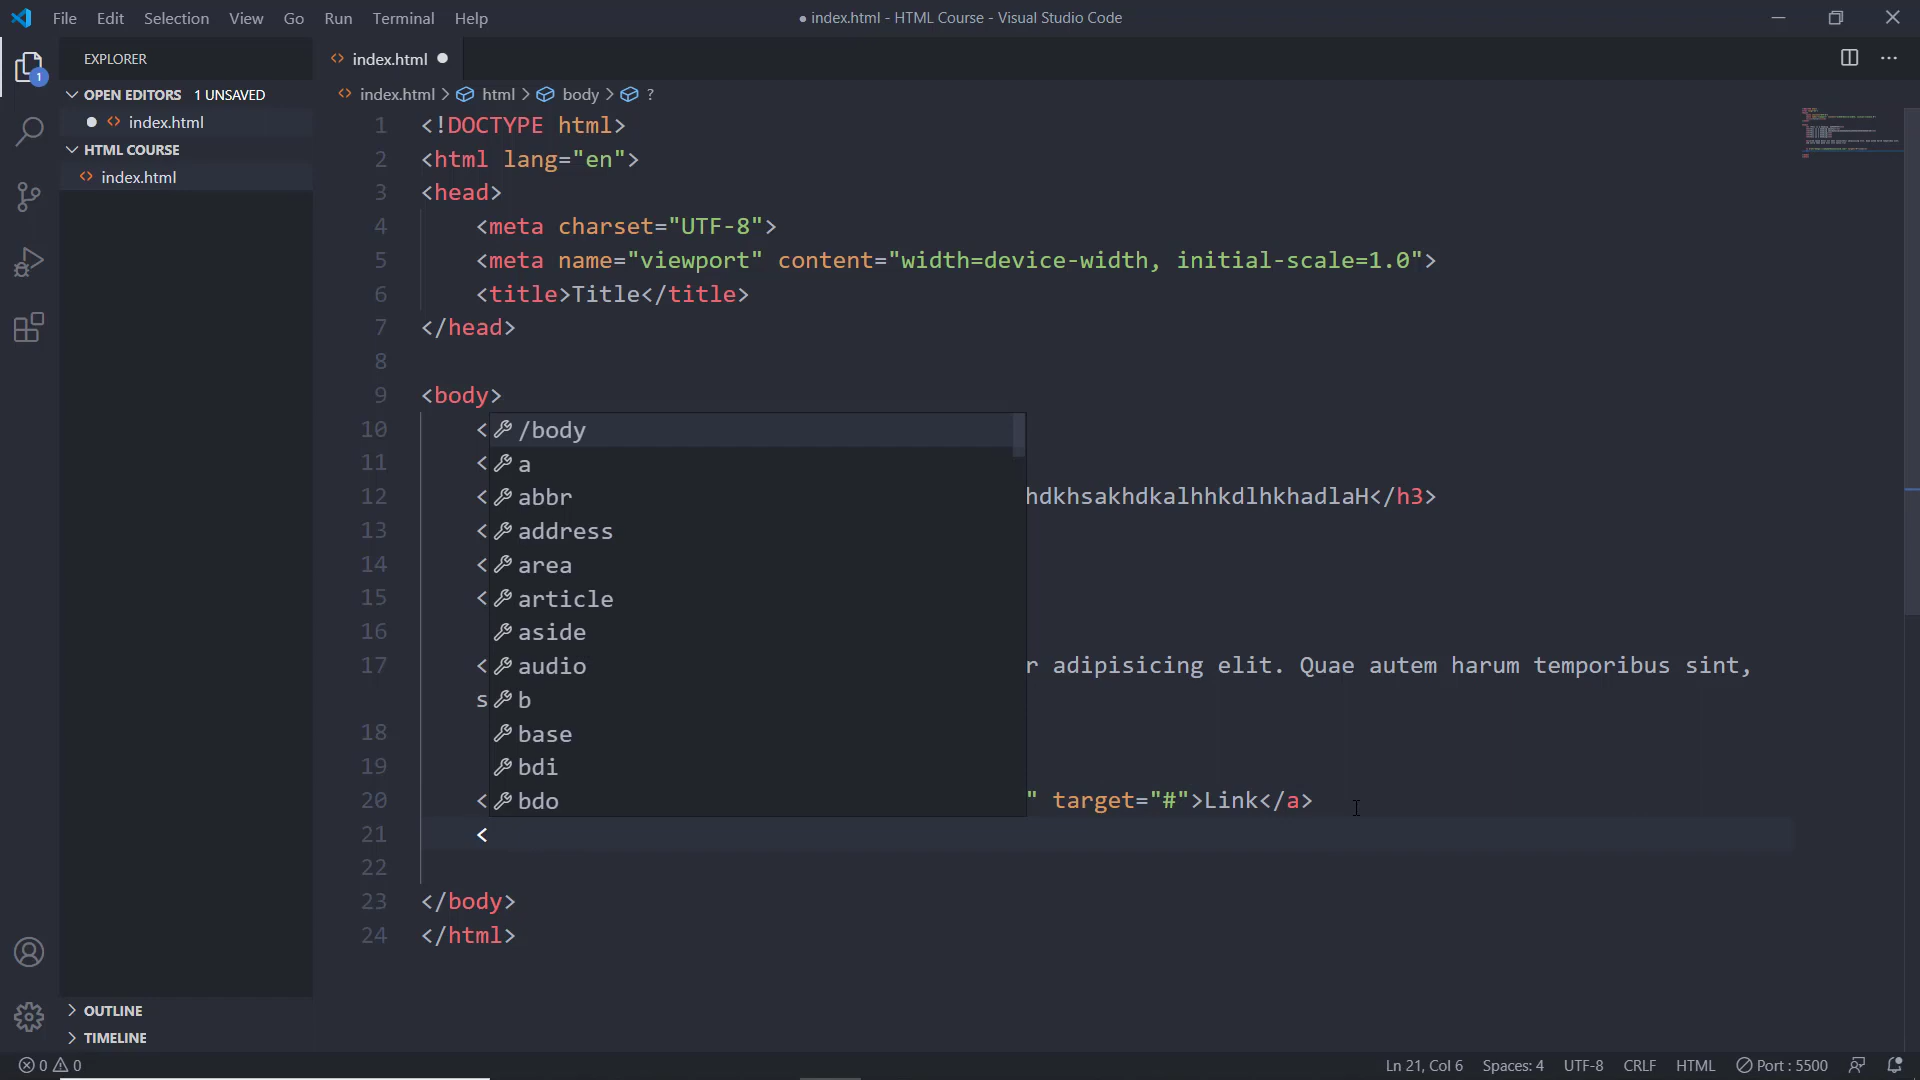 File Edit Selection View Go Run Terminal Help
● index.html - HTML Course - Visual Studio Code
EXPLORER
1
OPEN EDITORS 1 UNSAVED
index.html
HTML COURSE
index.html
OUTLINE
TIMELINE
index.html
index.html > html > body > ?
1 <!DOCTYPE html>
2 <html lang="en">
3 <head>
4 <meta charset="UTF-8">
5 <meta name="viewport" content="width=device-width, initial-scale=1.0">
6 <title>Title</title>
7 </head>
8
9 <body>
10 < /body
11 < a
12 < abbr hdkhsakhdkalhhkdlhkhadlaH</h3>
13 < address
14 < area
15 < article
16 aside
17 < audio r adipisicing elit. Quae autem harum temporibus sint,
s b
18 base
19 bdi
20 < bdo " target="#">Link</a>
21 <
22
23 </body>
24 </html>
0 0
Ln 21, Col 6 Spaces: 4 UTF-8 CRLF HTML Port : 5500